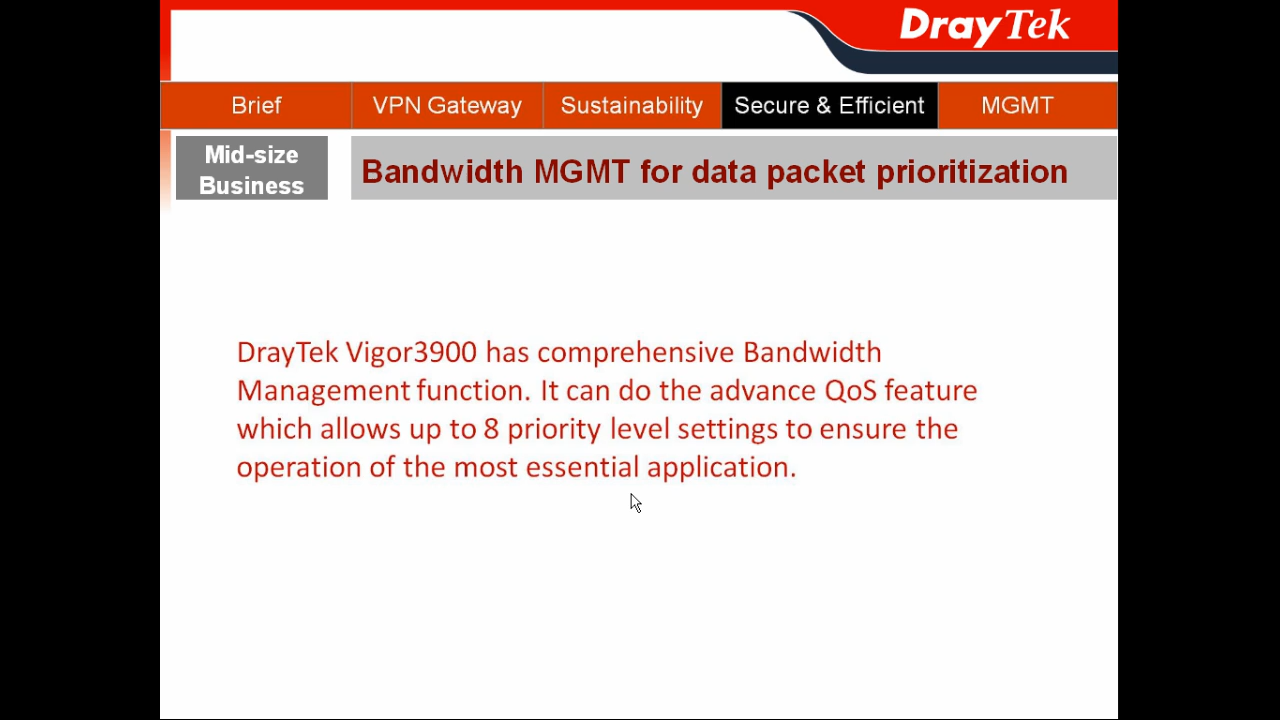 DrayTek
Brief VPN Gateway Sustainability Secure & Efficient MGMT
Mid-size
Business
Bandwidth MGMT for data packet prioritization
DrayTek Vigor3900 has comprehensive Bandwidth
Management function. It can do the advance QoS feature
which allows up to 8 priority level settings to ensure the
operation of the most essential application.